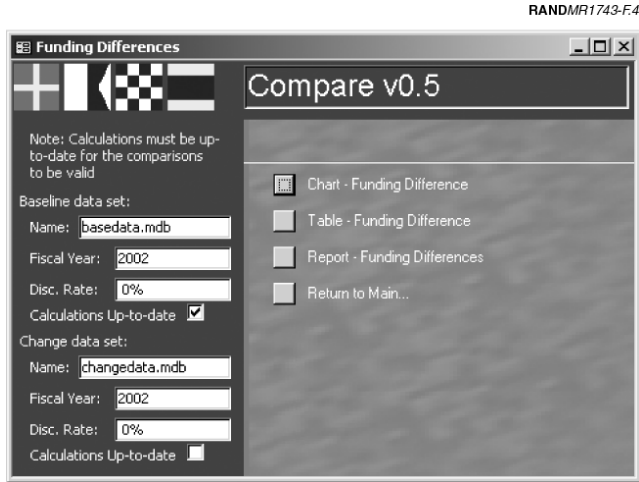 RANDMR1743-F.4
Funding Differences
Compare v0.5
Note: Calculations must be up-
to-date for the comparisons
to be valid
Baseline data set:
Name: basedata.mdb
Fiscal Year: 2002
Disc. Rate: 0%
Calculations Up-to-date
Change data set:
Name: changedata.mdb
Fiscal Year: 2002
Disc. Rate: 0%
Calculations Up-to-date
Chart - Funding Difference
Table - Funding Difference
Report - Funding Differences
Return to Main...